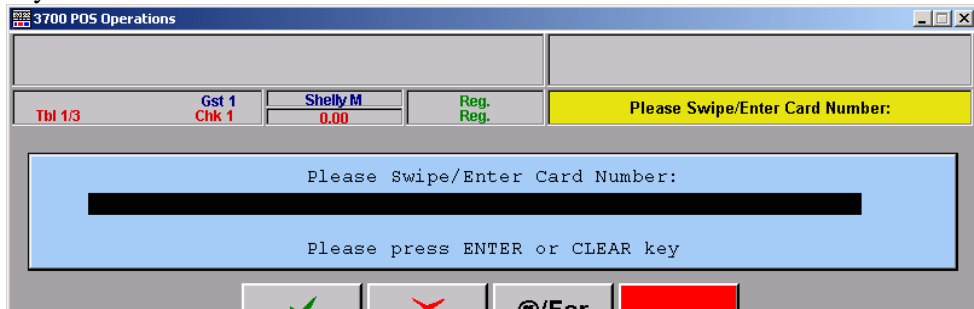 3700 POS Operations
Gst 1 Shelly M Reg.
Tbl 1/3 Chk 1 0.00 Reg.
Please Swipe/Enter Card Number:
Please Swipe/Enter Card Number:
Please press ENTER or CLEAR key
@/For